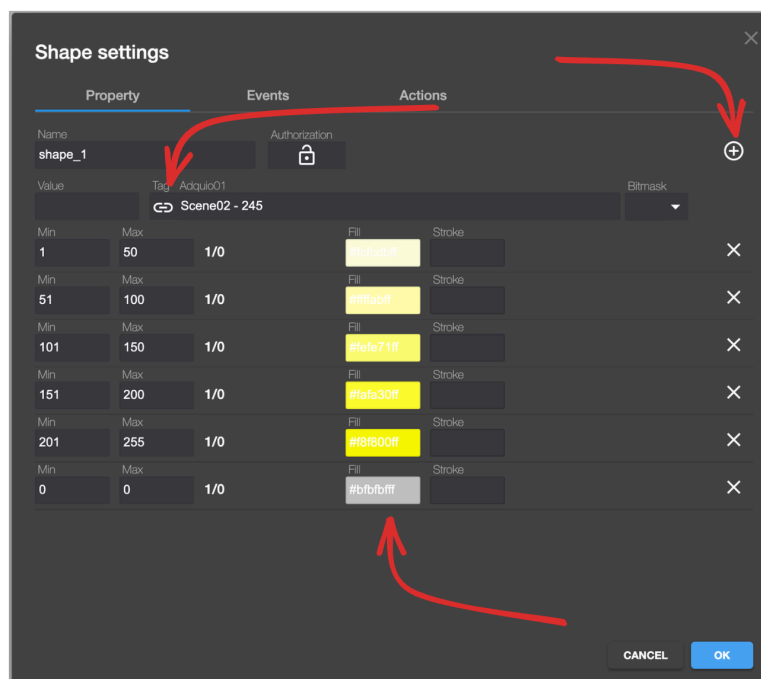 Shape settings
Property Events Actions
Name Authorization
shape_1
Value Tag Adquio01 Bitmask
Scene02 - 245
Min Max Fill Stroke
1 50 1/0
Min Max Fill Stroke
51 100 1/0
Min Max Fill Stroke
101 150 1/0 #fefe71ff
Min Max Fill Stroke
151 200 1/0 #fafa30ff
Min Max Fill Stroke
201 255 1/0 #f8f800ff
Min Max Fill Stroke
0 0 1/0 #bfbfbfff
CANCEL OK